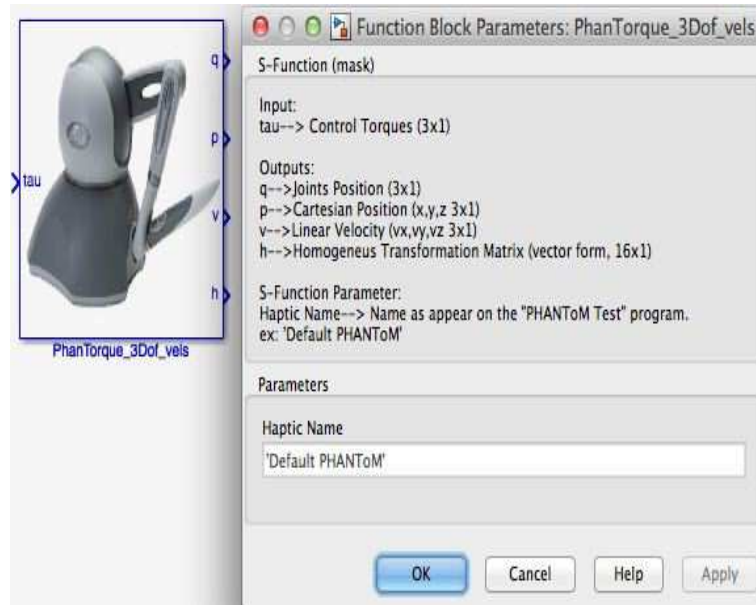 q
p
tau
v
h
PhanTorque_3Dof_vels
Function Block Parameters: PhanTorque_3Dof_vels
S-Function (mask)
Input:
tau--> Control Torques (3x1)
Outputs:
q-->Joints Position (3x1)
p-->Cartesian Position (x,y,z 3x1)
v-->Linear Velocity (vx,vy,vz 3x1)
h-->Homogeneus Transformation Matrix (vector form, 16x1)
S-Function Parameter:
Haptic Name--> Name as appear on the "PHANToM Test" program.
ex: 'Default PHANToM'
Parameters
Haptic Name
'Default PHANToM'
OK
Cancel
Help
Apply